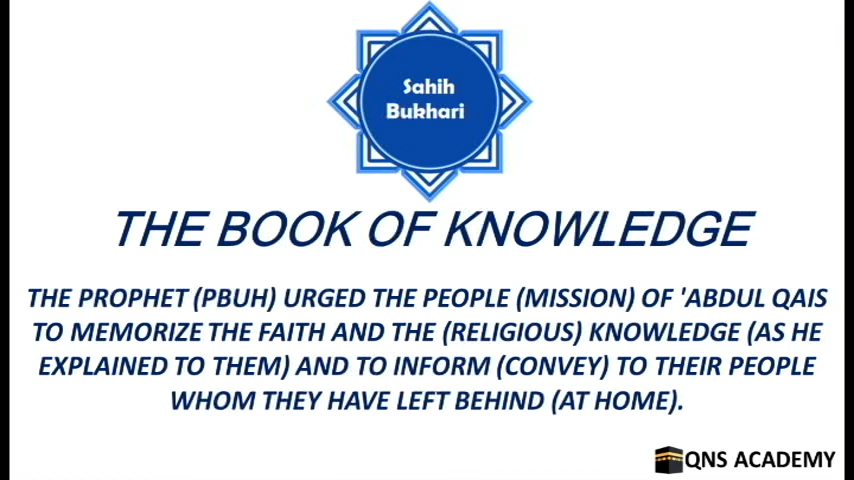 Sahih
Bukhari
THE BOOK OF KNOWLEDGE
THE PROPHET (PBUH) URGED THE PEOPLE (MISSION) OF 'ABDUL QAIS
TO MEMORIZE THE FAITH AND THE (RELIGIOUS) KNOWLEDGE (AS HE
EXPLAINED TO THEM) AND TO INFORM (CONVEY) TO THEIR PEOPLE
WHOM THEY HAVE LEFT BEHIND (AT HOME).
QNS ACADEMY